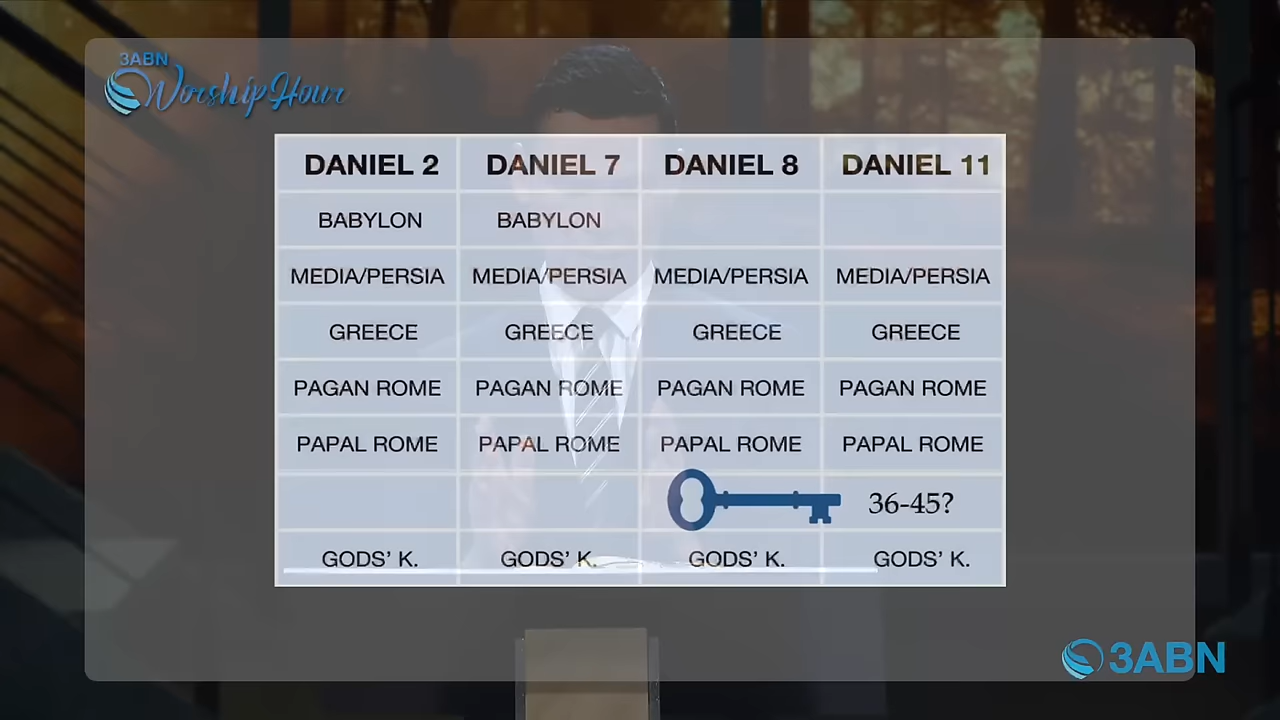 3ABN
Worship Hour
DANIEL 2 DANIEL 7 DANIEL 8 DANIEL 11
BABYLON BABYLON
MEDIA/PERSIA MEDIA/PERSIA MEDIA/PERSIA MEDIA/PERSIA
GREECE GREECE GREECE GREECE
PAGAN ROME PAGAN ROME PAGAN ROME PAGAN ROME
PAPAL ROME PAPAL ROME PAPAL ROME PAPAL ROME
36-45?
GODS’ K. GODS’ K. GODS’ K. GODS’ K.
3ABN